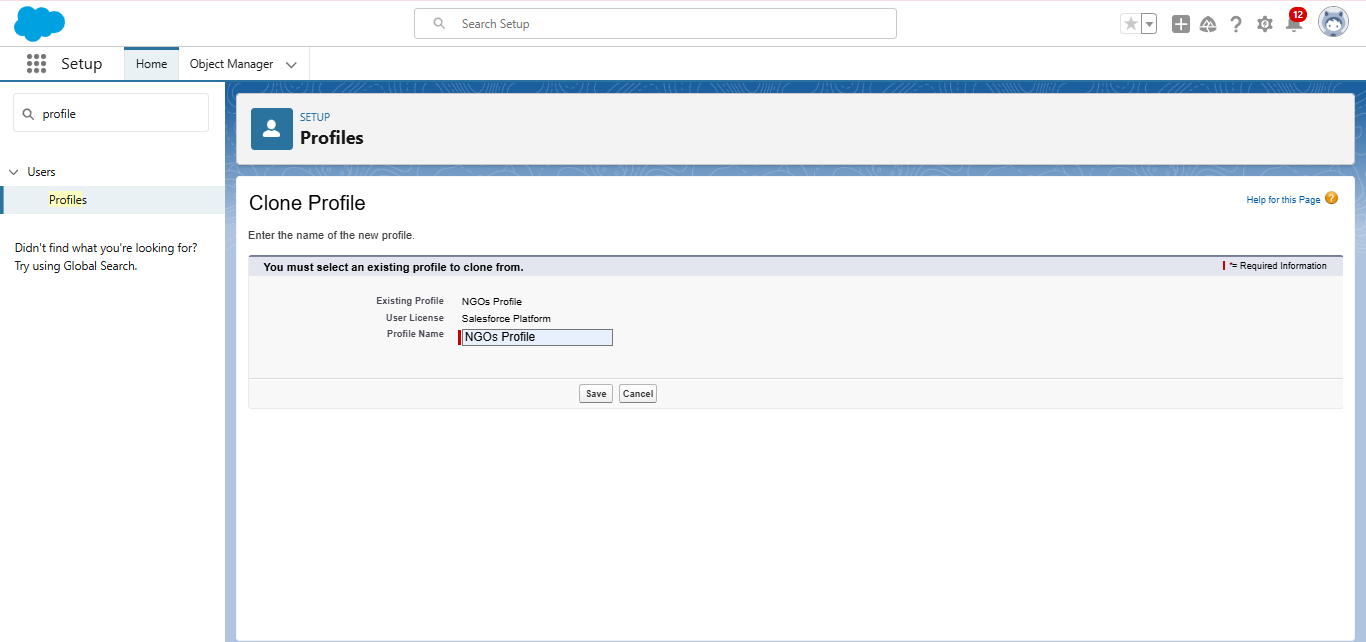 Search Setup
12
Setup
Home
Object Manager
profile
Users
Profiles
Didn't find what you're looking for?
Try using Global Search.
SETUP
Profiles
Clone Profile
Help for this Page ?
Enter the name of the new profile.
You must select an existing profile to clone from.
*= Required Information
Existing Profile NGOs Profile
User License Salesforce Platform
Profile Name NGOs Profile
Save Cancel